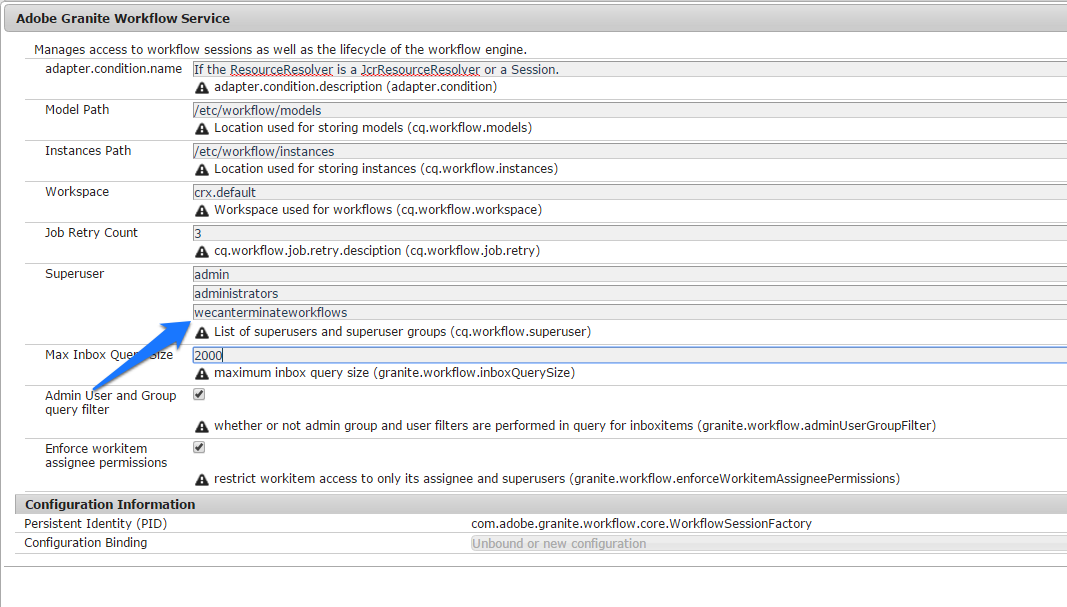 Adobe Granite Workflow Service
Manages access to workflow sessions as well as the lifecycle of the workflow engine.
adapter.condition.name
If the ResourceResolver is a JcrResourceResolver or a Session.
adapter.condition.description (adapter.condition)
Model Path
/etc/workflow/models
Location used for storing models (cq.workflow.models)
Instances Path
/etc/workflow/instances
Location used for storing instances (cq.workflow.instances)
Workspace
crx.default
Workspace used for workflows (cq.workflow.workspace)
Job Retry Count
3
cq.workflow.job.retry.desciption (cq.workflow.job.retry)
Superuser
admin
administrators
wecanterminateworkflows
List of superusers and superuser groups (cq.workflow.superuser)
Max Inbox Query Size
2000
maximum inbox query size (granite.workflow.inboxQuerySize)
Admin User and Group
query filter
whether or not admin group and user filters are performed in query for inboxitems (granite.workflow.adminUserGroupFilter)
Enforce workitem
assignee permissions
restrict workitem access to only its assignee and superusers (granite.workflow.enforceWorkitemAssigneePermissions)
Configuration Information
Persistent Identity (PID)
com.adobe.granite.workflow.core.WorkflowSessionFactory
Configuration Binding
Unbound or new configuration